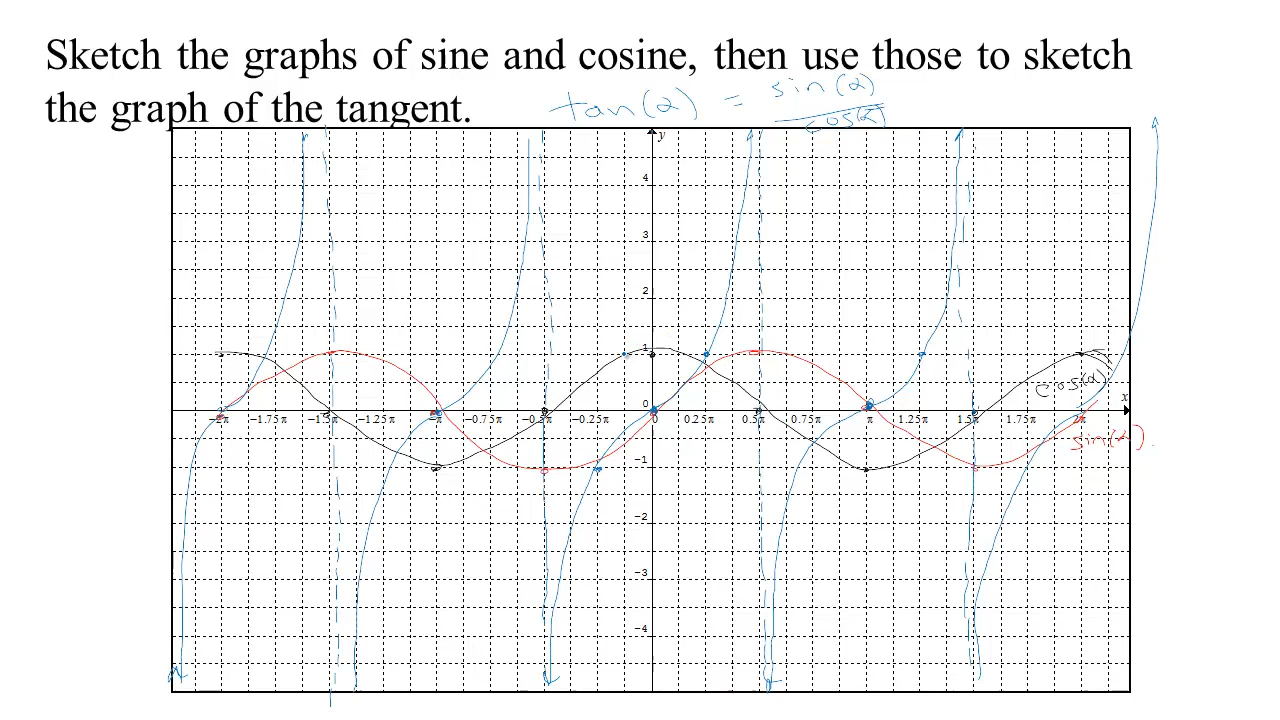 Sketch the graphs of sine and cosine, then use those to sketch
the graph of the tangent.
tan(α) = sin(α)
cos(α)
y
4
3
2
1
0
x
cos(α)
−2π −1.75π −1.5π −1.25π −π −0.75π −0.5π −0.25π 0 0.25π 0.5π 0.75π π 1.25π 1.5π 1.75π 2π
sin(α).
−1
−2
−3
−4